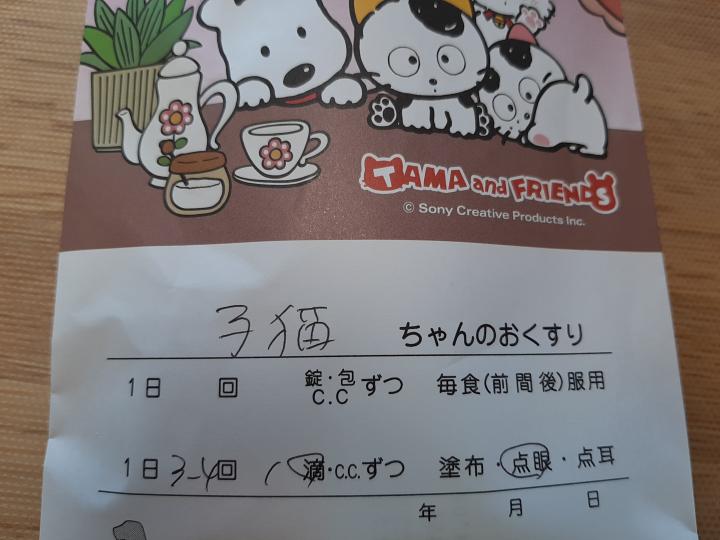 TAMA and FRIENDS
© Sony Creative Products Inc.
子猫 ちゃんのおくすり
1日 回 錠・包 C.C ずつ 毎食(前間後)服用
1日 3-4回 1滴・C.C.ずつ 塗布・点眼・点耳
年 月 日